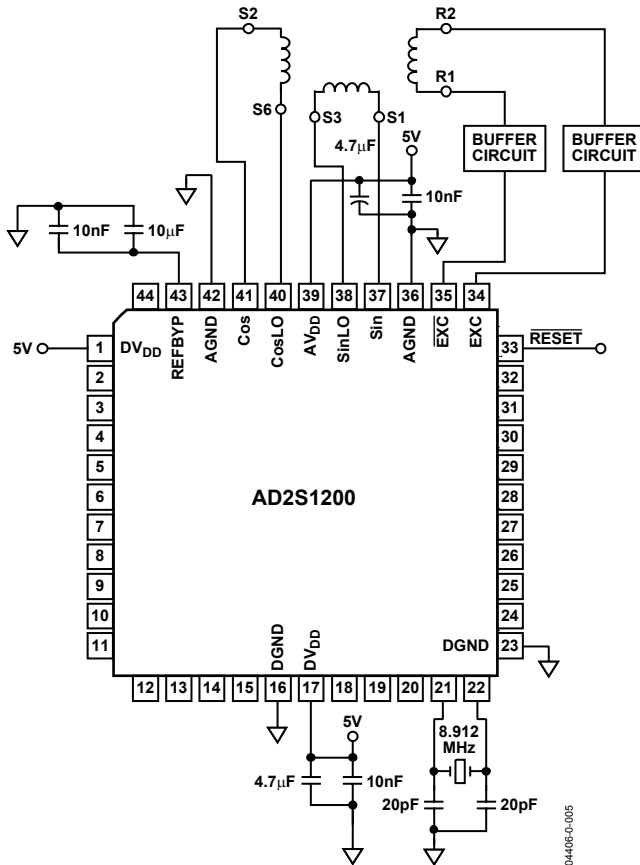 S2
R2
R1
S6
S3
S1
5V
4.7μF
BUFFER CIRCUIT
BUFFER CIRCUIT
10nF
10nF
10μF
44
43
42
41
40
39
38
37
36
35
34
5V
1
DVDD
REFBYP
AGND
Cos
CosLO
AVDD
SinLO
Sin
AGND
EXC
EXC
33
RESET
2
32
3
31
4
30
5
29
6
AD2S1200
28
7
27
8
26
9
25
10
24
11
DGND
23
DGND
DVDD
12
13
14
15
16
17
18
19
20
21
22
5V
8.912
MHz
4.7μF
10nF
20pF
20pF
04406-0-005